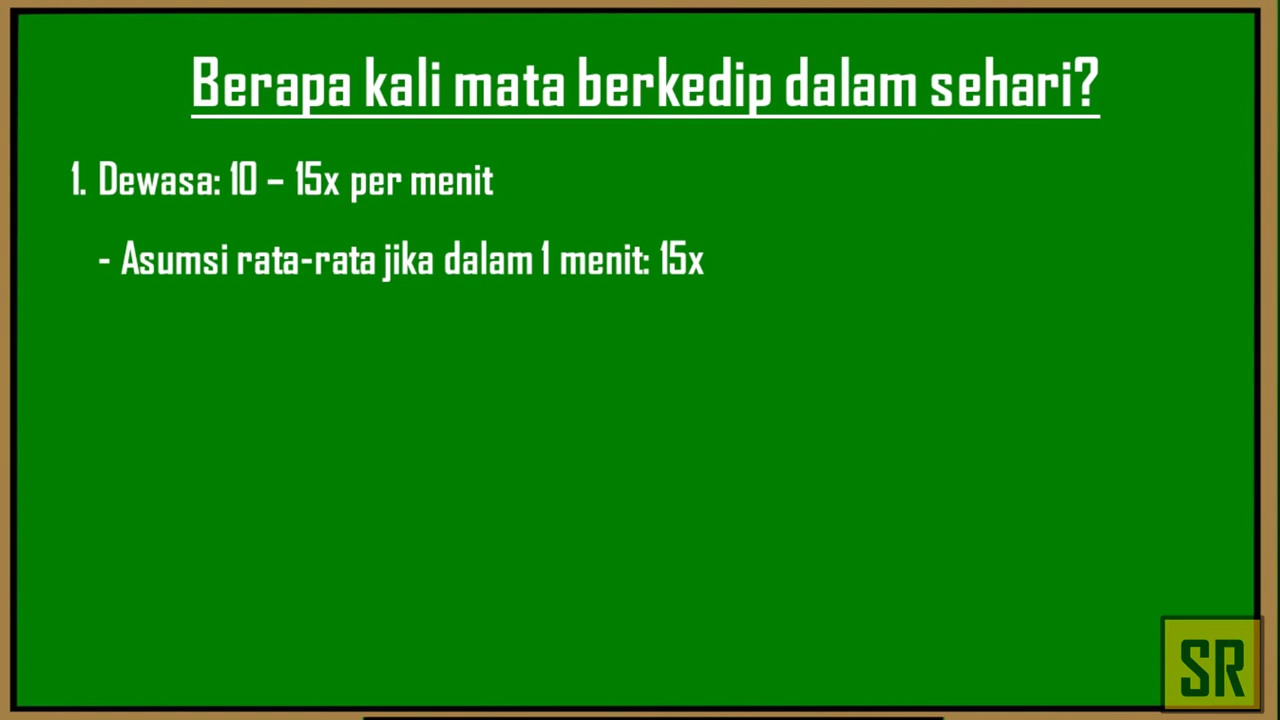 Berapa kali mata berkedip dalam sehari?
1. Dewasa: 10 – 15x per menit
- Asumsi rata-rata jika dalam 1 menit: 15x
SR